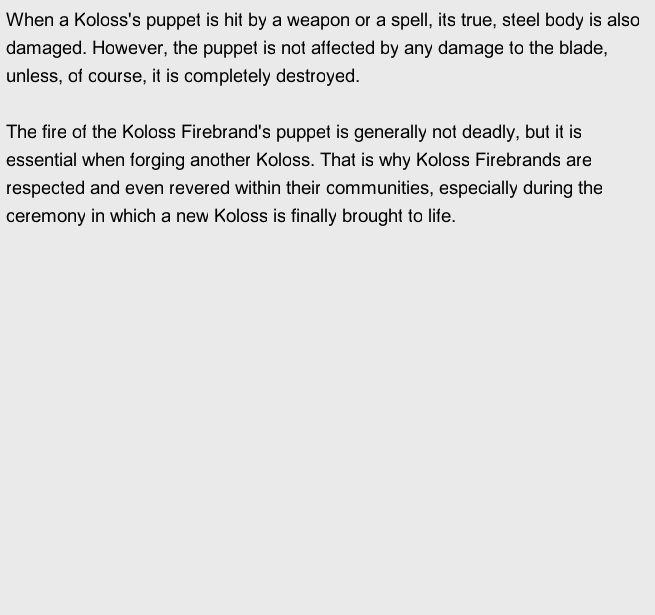 When a Koloss's puppet is hit by a weapon or a spell, its true, steel body is also
damaged. However, the puppet is not affected by any damage to the blade,
unless, of course, it is completely destroyed.
The fire of the Koloss Firebrand's puppet is generally not deadly, but it is
essential when forging another Koloss. That is why Koloss Firebrands are
respected and even revered within their communities, especially during the
ceremony in which a new Koloss is finally brought to life.